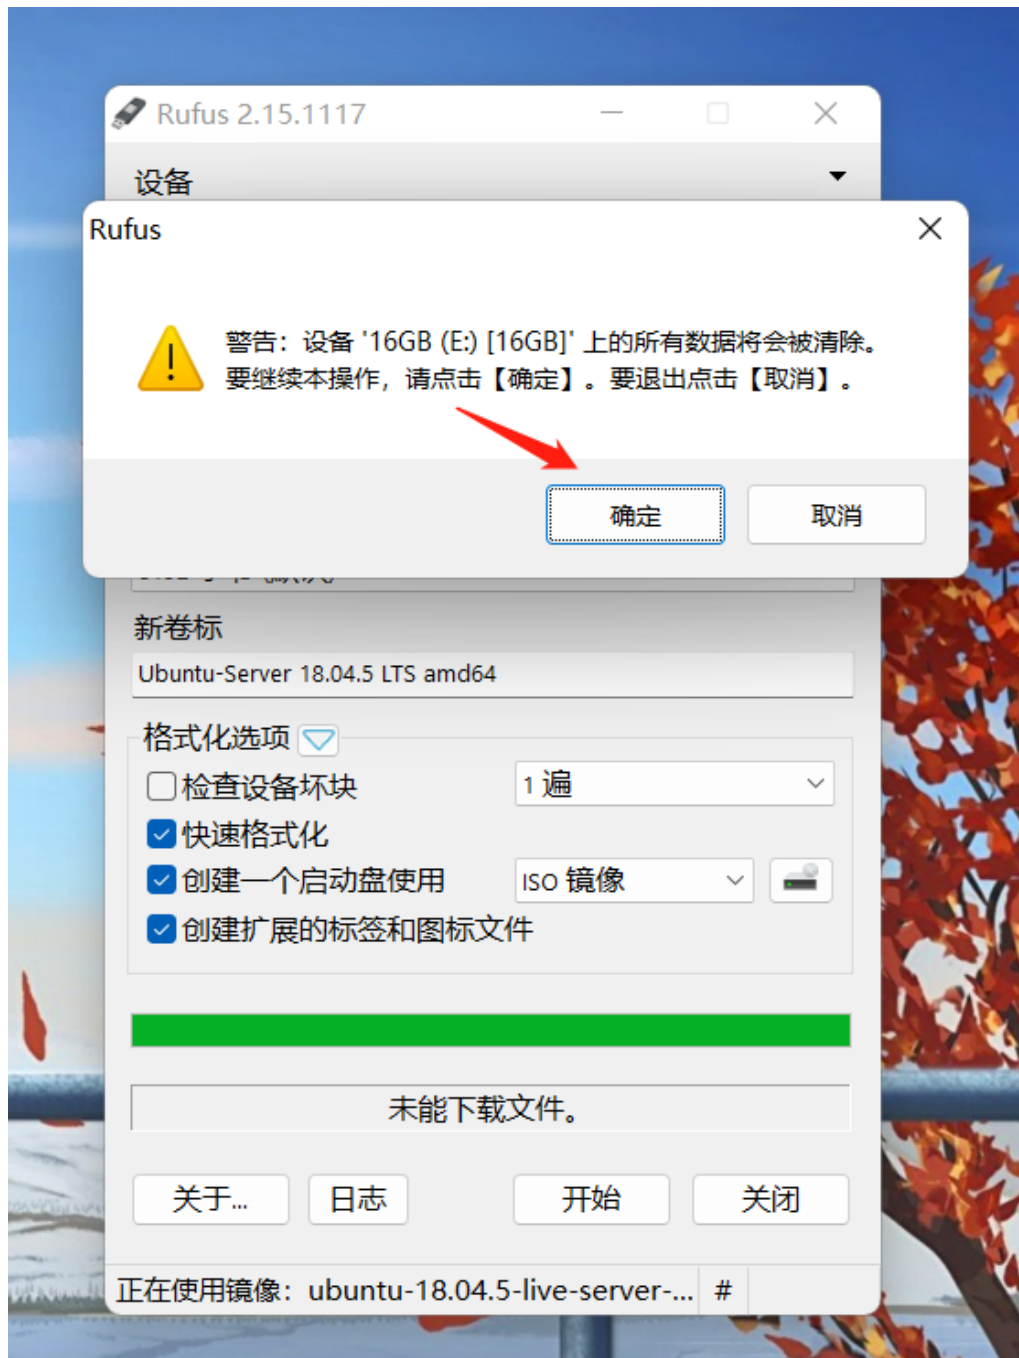 Rufus 2.15.1117
设备
Rufus
警告：设备 '16GB (E:) [16GB]' 上的所有数据将会被清除。
要继续本操作，请点击【确定】。要退出点击【取消】。
确定
取消
新卷标
Ubuntu-Server 18.04.5 LTS amd64
格式化选项
检查设备坏块
1 遍
快速格式化
创建一个启动盘使用
ISO 镜像
创建扩展的标签和图标文件
未能下载文件。
关于...
日志
开始
关闭
正在使用镜像：ubuntu-18.04.5-live-server-...
#